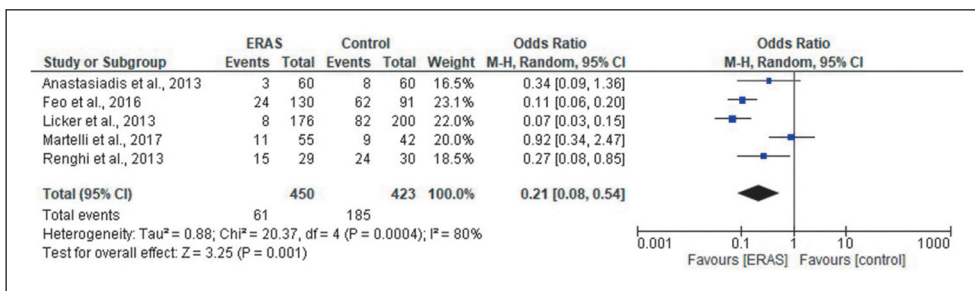 ERAS Control Odds Ratio Odds Ratio
Study or Subgroup Events Total Events Total Weight M-H, Random, 95% CI M-H, Random, 95% CI
Anastasiadis et al., 2013 3 60 8 60 16.5% 0.34 [0.09, 1.36]
Feo et al., 2016 24 130 62 91 23.1% 0.11 [0.06, 0.20]
Licker et al., 2013 8 176 82 200 22.0% 0.07 [0.03, 0.15]
Martelli et al., 2017 11 55 9 42 20.0% 0.92 [0.34, 2.47]
Renghi et al., 2013 15 29 24 30 18.5% 0.27 [0.08, 0.85]
Total (95% CI) 450 423 100.0% 0.21 [0.08, 0.54]
Total events 61 185
Heterogeneity: Tau² = 0.88; Chi² = 20.37, df = 4 (P = 0.0004); I² = 80%
Test for overall effect: Z = 3.25 (P = 0.001)
0.001 0.1 1 10 1000
Favours [ERAS] Favours [control]